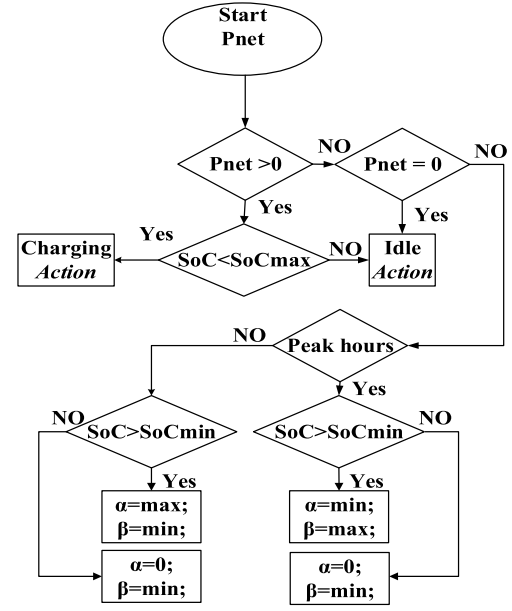 Start
Pnet
Pnet >0
NO
Pnet = 0
NO
Yes
Yes
Charging
Action
Yes
SoC<SoCmax
NO
Idle
Action
NO
Peak hours
Yes
NO
SoC>SoCmin
SoC>SoCmin
NO
Yes
Yes
α=max;
β=min;
α=min;
β=max;
α=0;
β=min;
α=0;
β=min;